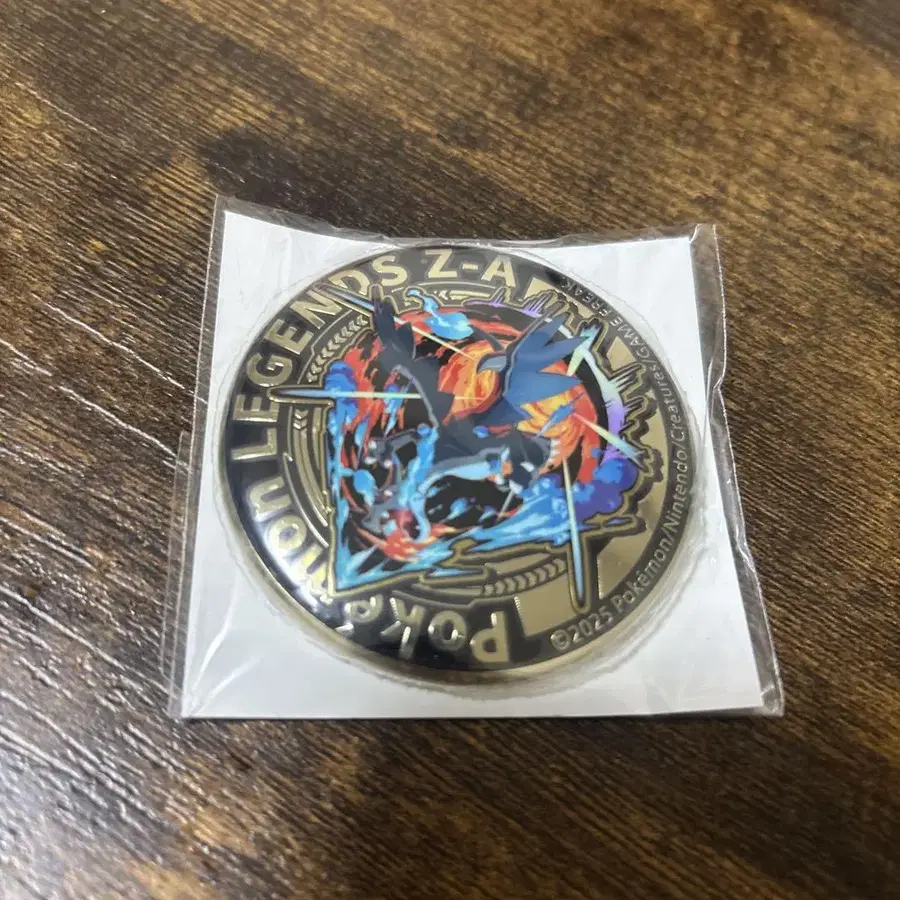 Pokémon LEGENDS Z-A
©2025 Pokémon/Nintendo/Creatures/GAME FREAK